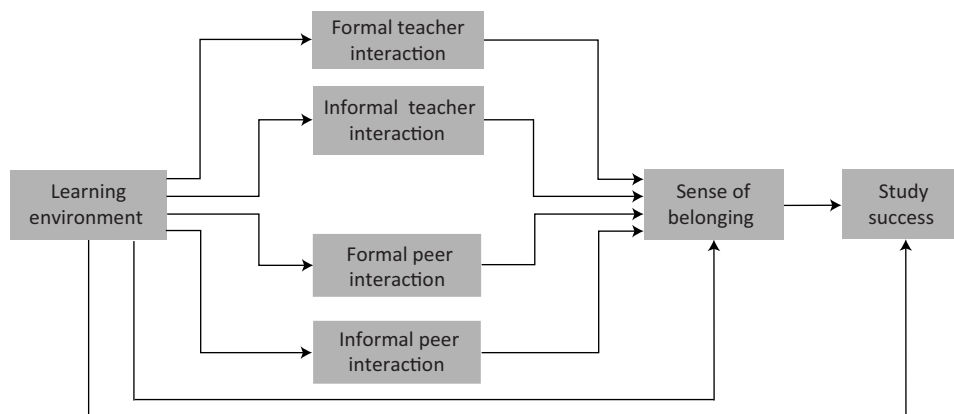 Formal teacher
interaction
Informal teacher
interaction
Learning
environment
Sense of
belonging
Study
success
Formal peer
interaction
Informal peer
interaction